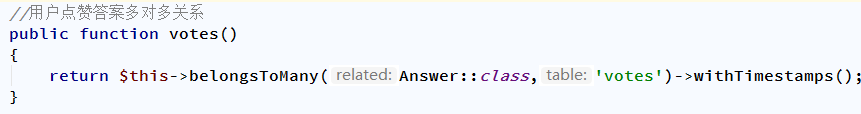 //用户点赞答案多对多关系
public function votes()
{
    return $this->belongsToMany( related: Answer::class, table: 'votes')->withTimestamps();
}